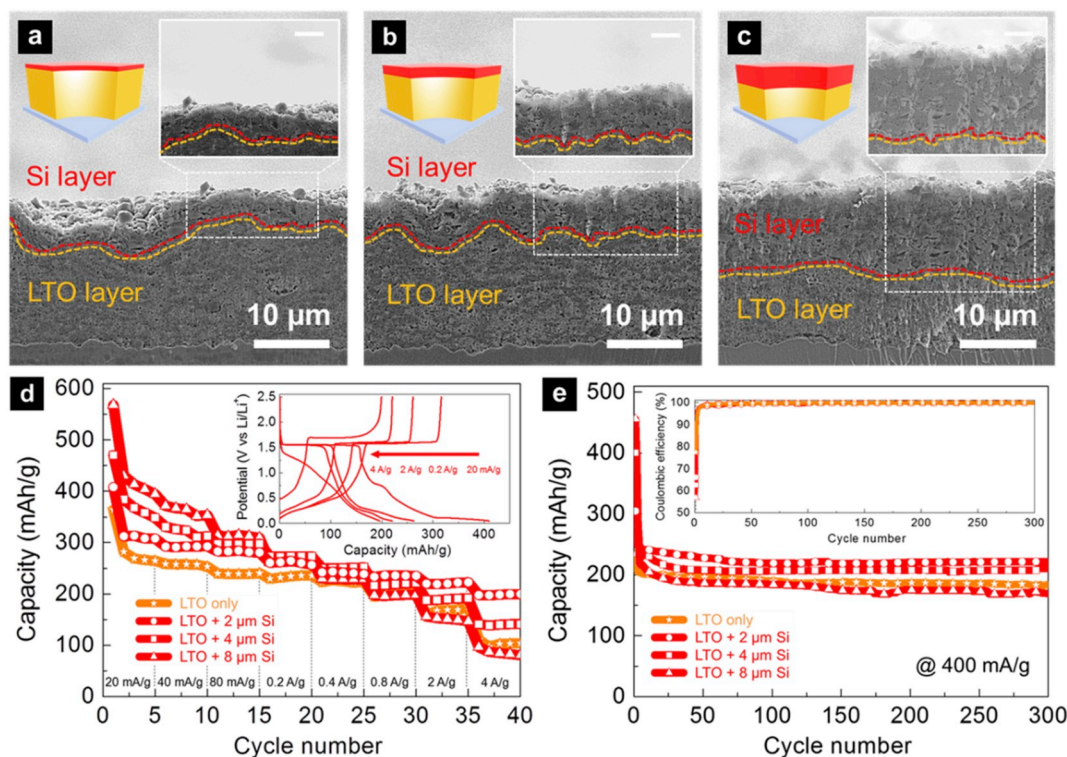 a
b
c
Si layer
LTO layer
10 μm
Si layer
LTO layer
10 μm
Si layer
LTO layer
10 μm
d
600
500
400
300
200
100
0
Capacity (mAh/g)
0 5 10 15 20 25 30 35 40
Cycle number
20 mA/g 40 mA/g 80 mA/g 0.2 A/g 0.4 A/g 0.8 A/g 2 A/g 4 A/g
LTO only
LTO + 2 μm Si
LTO + 4 μm Si
LTO + 8 μm Si
2.5
2.0
1.5
1.0
0.5
0.0
Potential (V vs Li/Li⁺)
4 A/g 2 A/g 0.2 A/g 20 mA/g
0 100 200 300 400
Capacity (mAh/g)
e
500
400
300
200
100
0
Capacity (mAh/g)
0 50 100 150 200 250 300
Cycle number
LTO only
LTO + 2 μm Si
LTO + 4 μm Si
LTO + 8 μm Si
@ 400 mA/g
100
90
80
70
60
50
Coulombic efficiency (%)
0 50 100 150 200 250 300
Cycle number